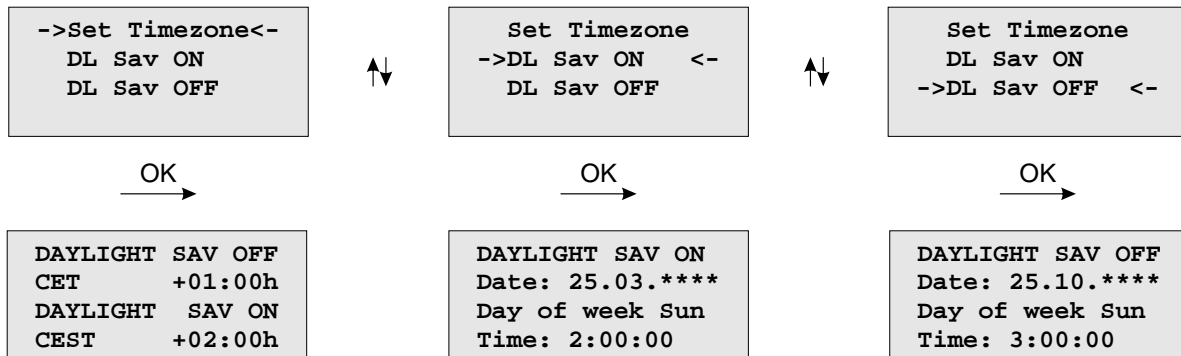 ->Set Timezone<-
DL Sav ON
DL Sav OFF
Set Timezone
->DL Sav ON <-
DL Sav OFF
Set Timezone
DL Sav ON
->DL Sav OFF <-
OK
OK
OK
DAYLIGHT SAV OFF
CET +01:00h
DAYLIGHT SAV ON
CEST +02:00h
DAYLIGHT SAV ON
Date: 25.03.****
Day of week Sun
Time: 2:00:00
DAYLIGHT SAV OFF
Date: 25.10.****
Day of week Sun
Time: 3:00:00